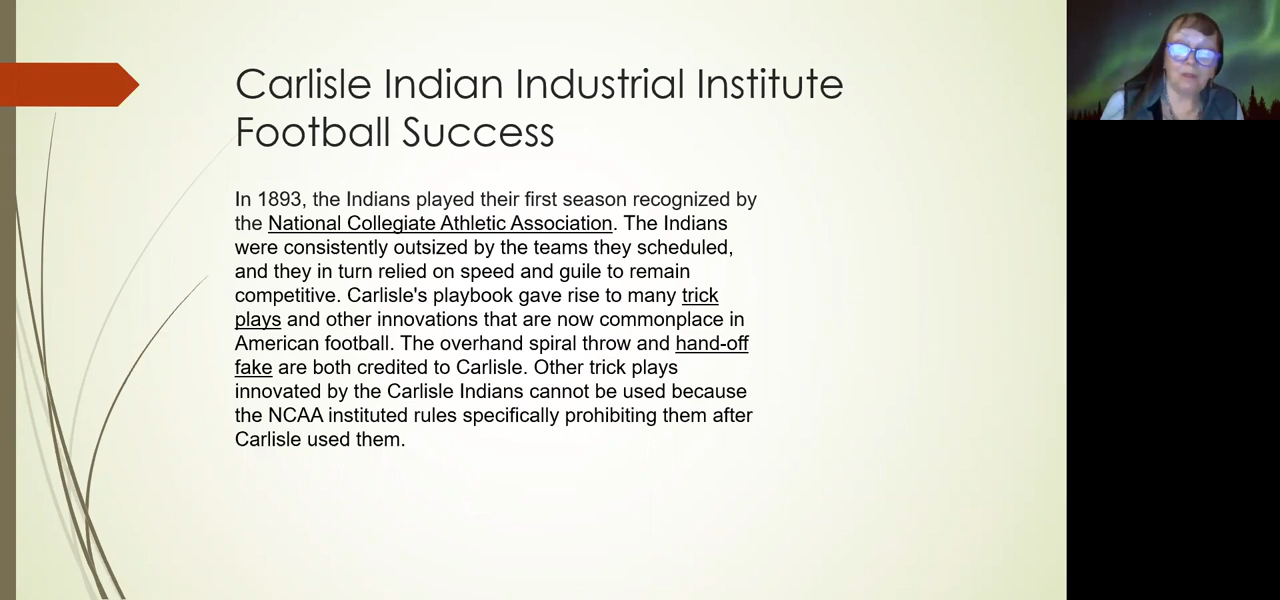 Carlisle Indian Industrial Institute
Football Success
In 1893, the Indians played their first season recognized by
the National Collegiate Athletic Association. The Indians
were consistently outsized by the teams they scheduled,
and they in turn relied on speed and guile to remain
competitive. Carlisle's playbook gave rise to many trick
plays and other innovations that are now commonplace in
American football. The overhand spiral throw and hand-off
fake are both credited to Carlisle. Other trick plays
innovated by the Carlisle Indians cannot be used because
the NCAA instituted rules specifically prohibiting them after
Carlisle used them.